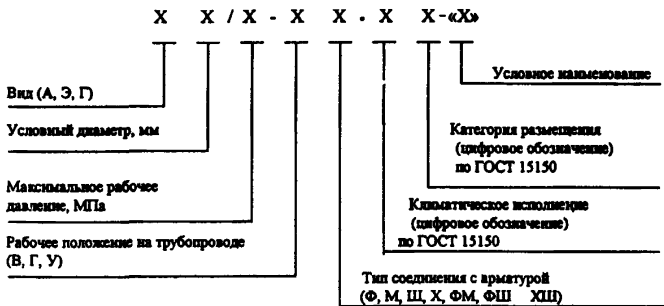 X X / X - X X . X X - «X»
Условное наименование
Вид (А, Э, Г)
Условный диаметр, мм
Категория размещения
(цифровое обозначение)
по ГОСТ 15150
Максимальное рабочее
давление, МПа
Климатическое исполнение
(цифровое обозначение)
по ГОСТ 15150
Рабочее положение на трубопроводе
(В, Г, У)
Тип соединения с арматурой
(Ф, М, Щ, Х, ФМ, ФШ ХШ)